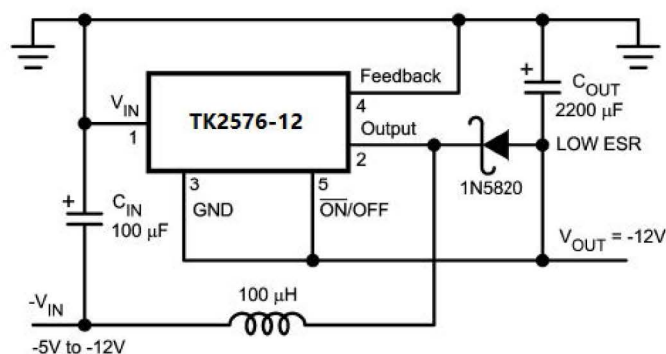 Feedback
4
V_IN
1
TK2576-12
Output
2
+
C_OUT
2200 µF
LOW ESR
1N5820
3
GND
5
O̅N̅/OFF
+
C_IN
100 µF
V_OUT = -12V
100 µH
-V_IN
-5V to -12V